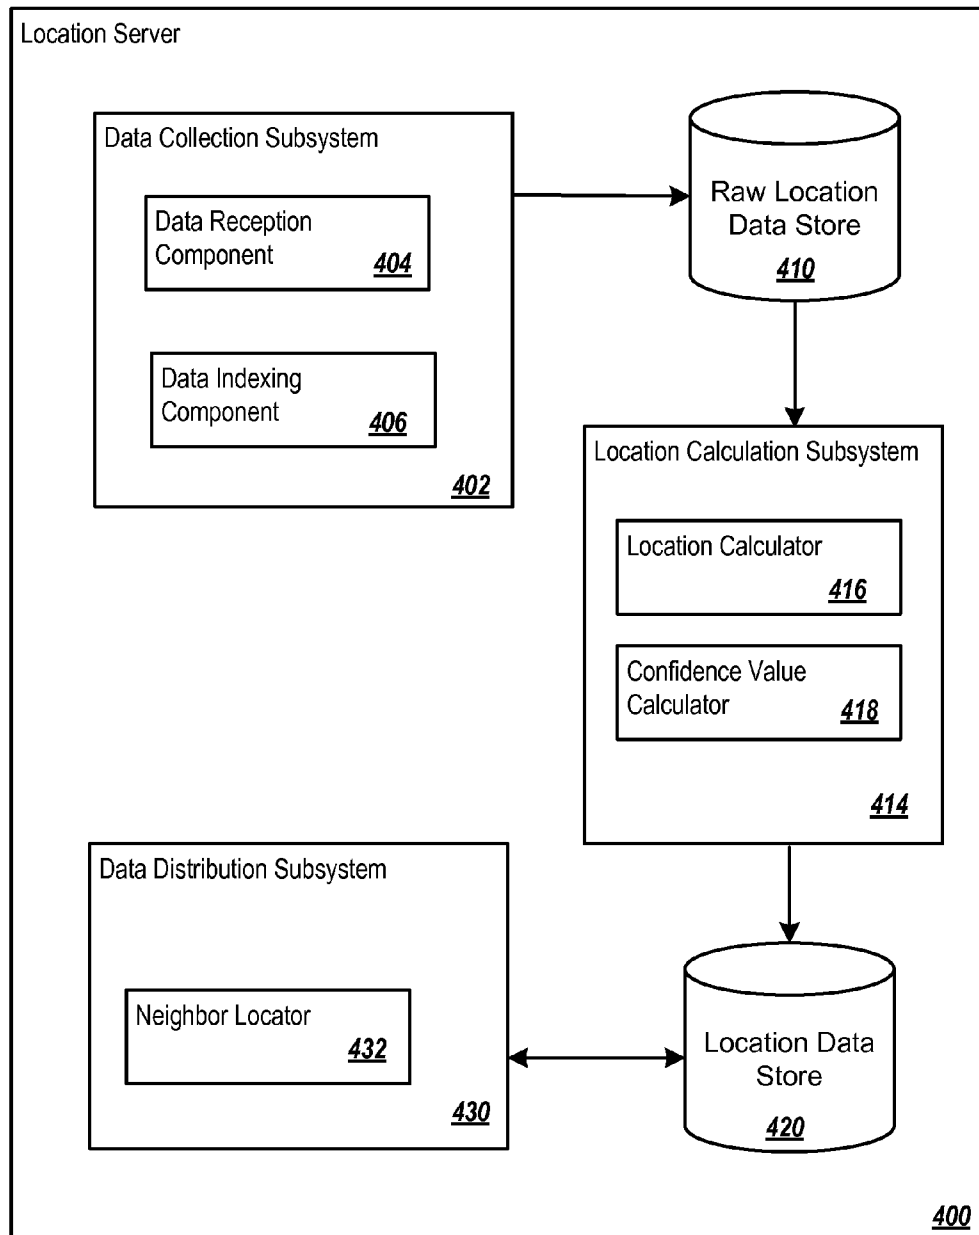 Location Server
Data Collection Subsystem
Data Reception
Component
404
Data Indexing
Component
406
402
Raw Location
Data Store
410
Location Calculation Subsystem
Location Calculator
416
Confidence Value
Calculator
418
414
Data Distribution Subsystem
Neighbor Locator
432
430
Location Data
Store
420
400